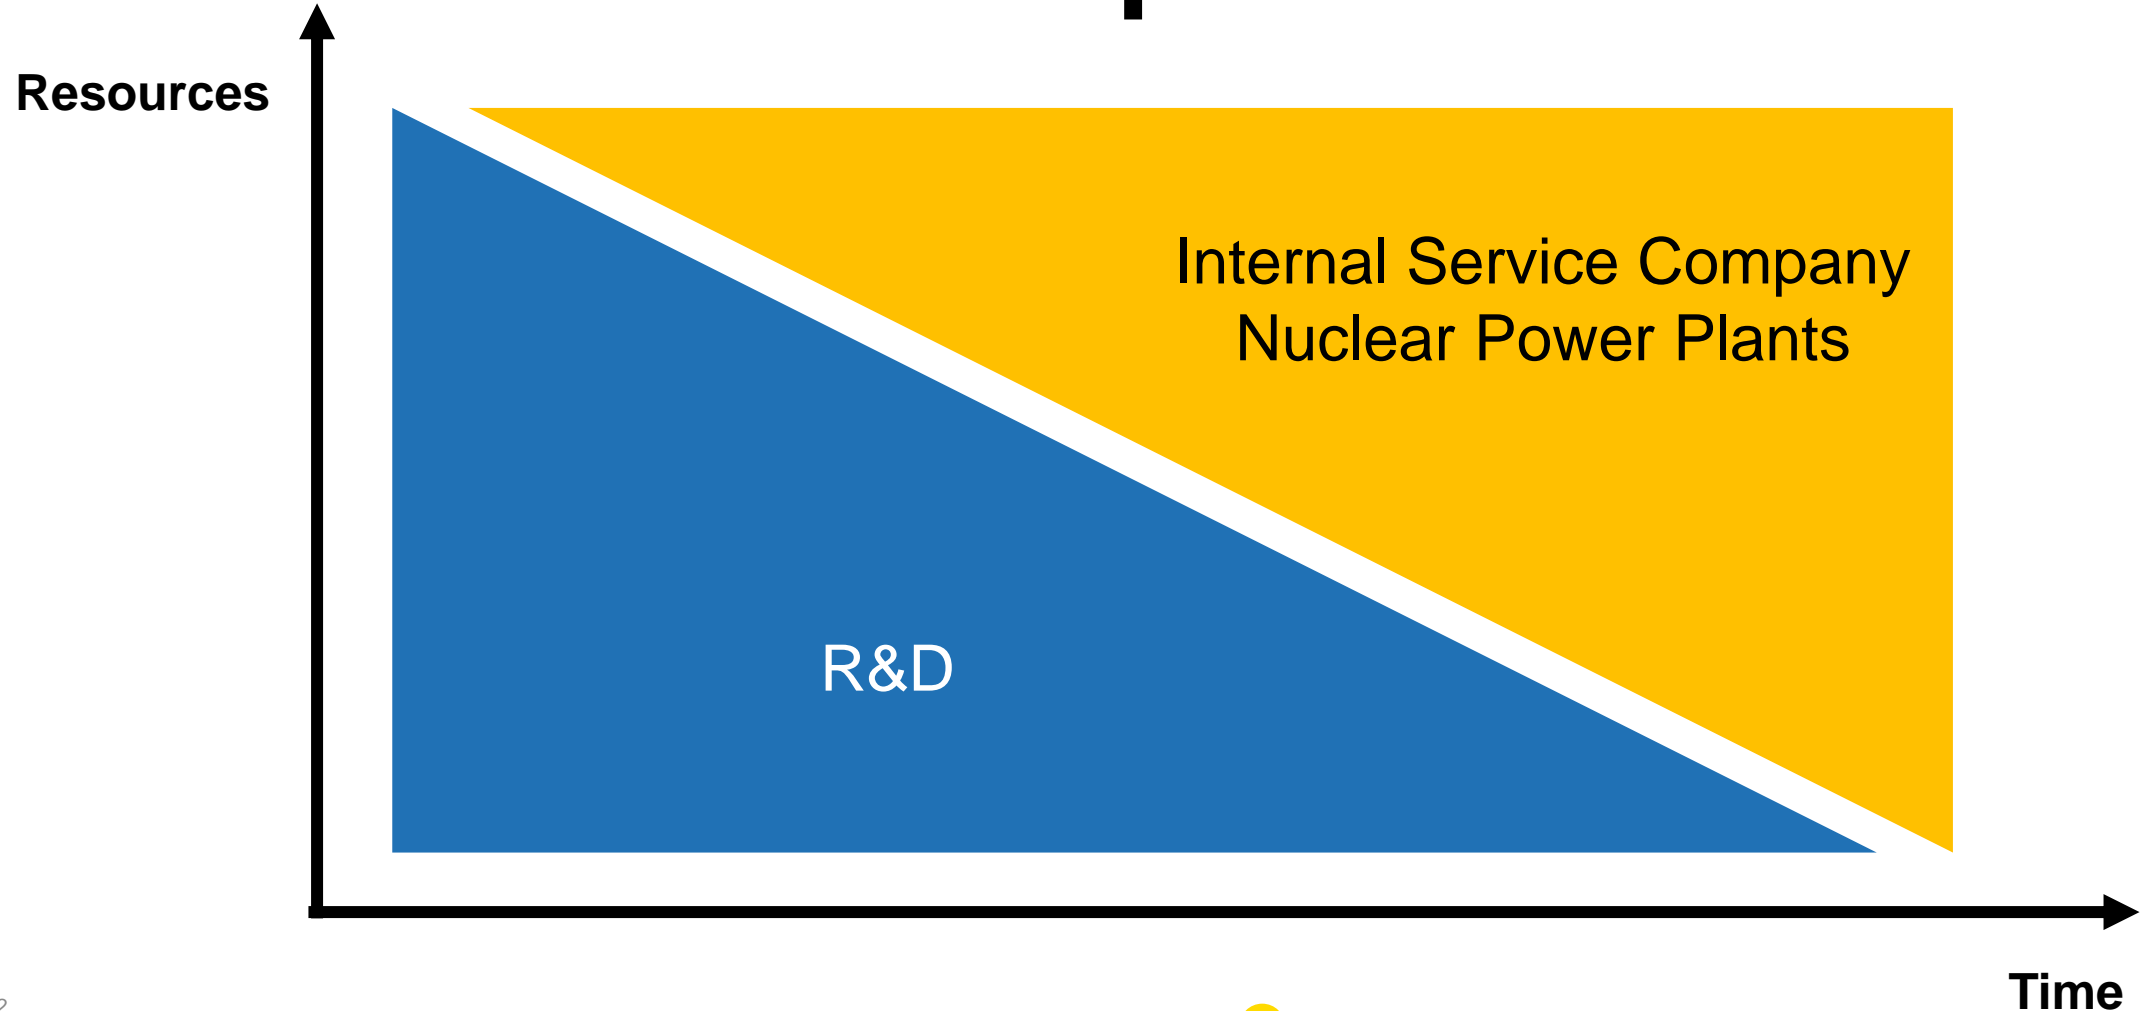 Resources
Internal Service Company
Nuclear Power Plants
R&D
Time